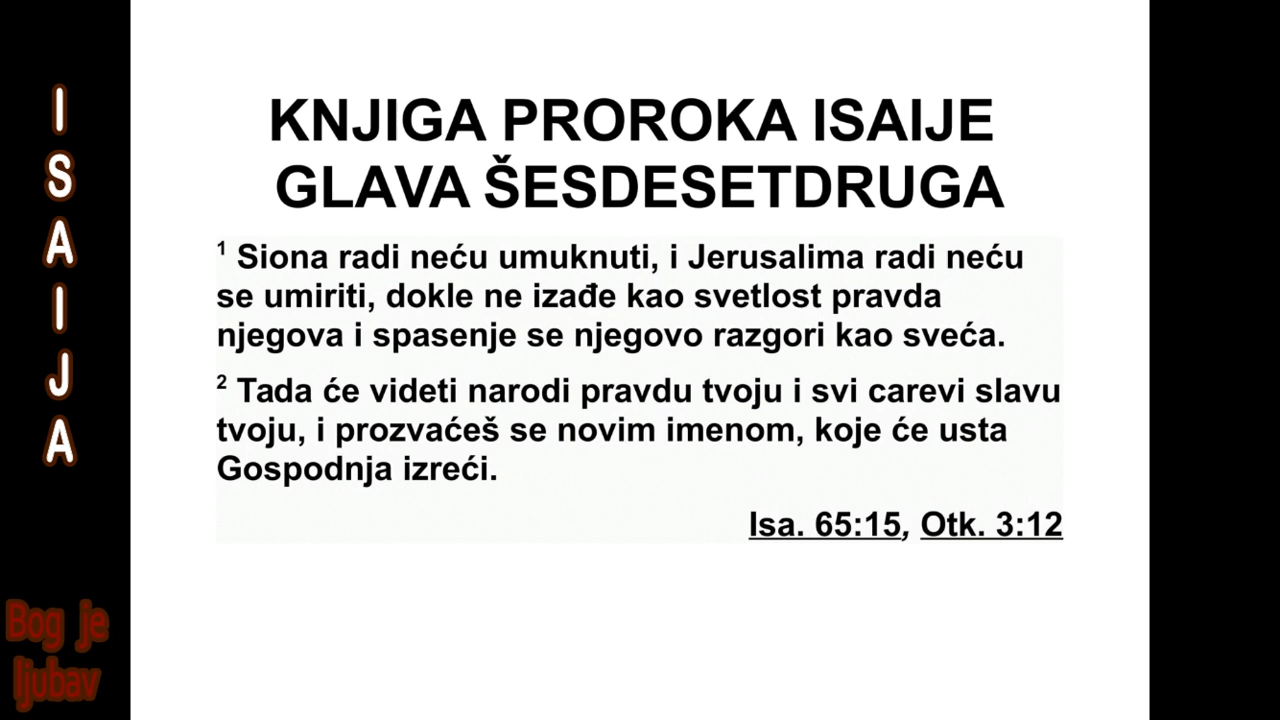 I
S
A
I
J
A
Bog je
ljubav
KNJIGA PROROKA ISAIJE
GLAVA ŠESDESETDRUGA
1 Siona radi neću umuknuti, i Jerusalima radi neću
se umiriti, dokle ne izađe kao svetlost pravda
njegova i spasenje se njegovo razgori kao sveća.
2 Tada će videti narodi pravdu tvoju i svi carevi slavu
tvoju, i prozvaćeš se novim imenom, koje će usta
Gospodnja izreći.
Isa. 65:15, Otk. 3:12